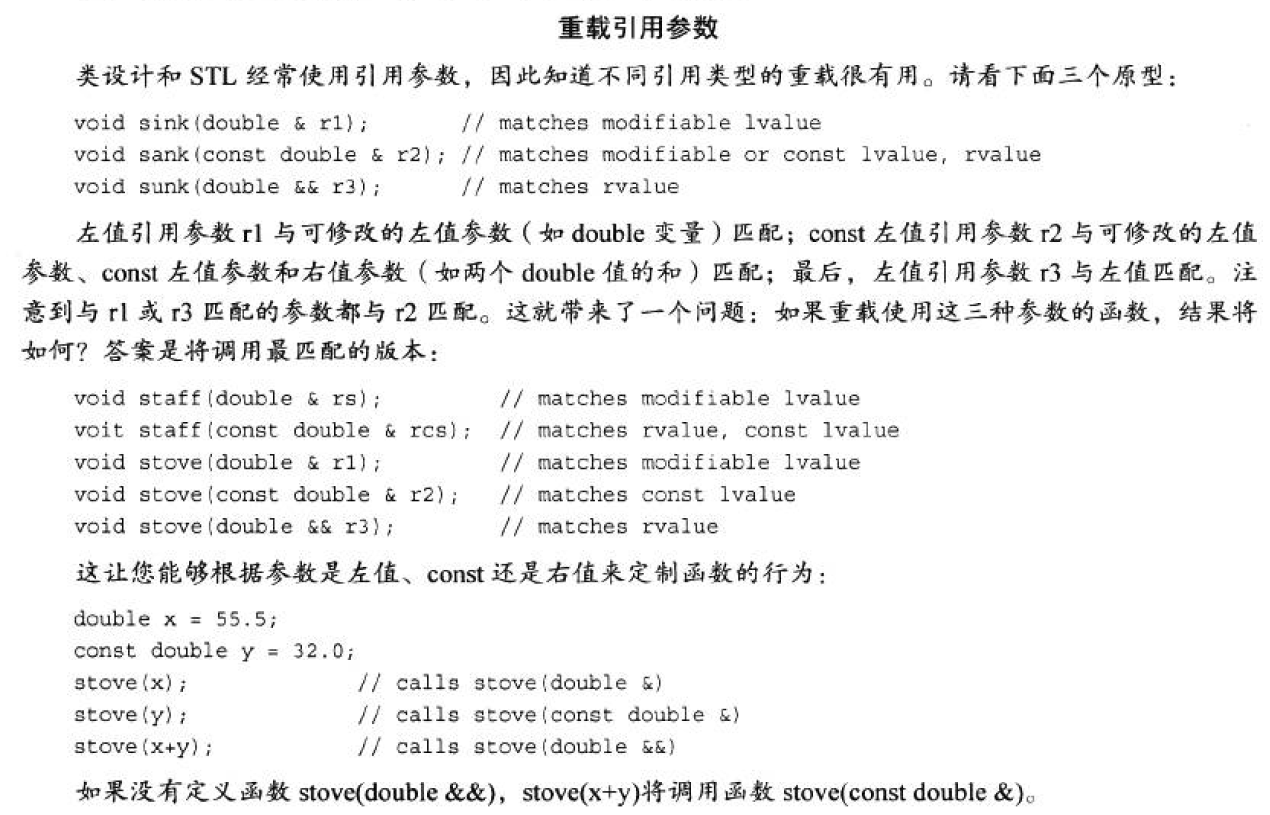 重载引用参数
类设计和 STL 经常使用引用参数，因此知道不同引用类型的重载很有用。请看下面三个原型：
void sink(double & r1);        // matches modifiable lvalue
void sank(const double & r2); // matches modifiable or const lvalue, rvalue
void sunk(double && r3);       // matches rvalue
左值引用参数 r1 与可修改的左值参数（如 double 变量）匹配；const 左值引用参数 r2 与可修改的左值
参数、const 左值参数和右值参数（如两个 double 值的和）匹配；最后，左值引用参数 r3 与左值匹配。注
意到与 r1 或 r3 匹配的参数都与 r2 匹配。这就带来了一个问题：如果重载使用这三种参数的函数，结果将
如何？答案是将调用最匹配的版本：
void staff(double & rs);          // matches modifiable lvalue
voit staff(const double & rcs);  // matches rvalue, const lvalue
void stove(double & r1);          // matches modifiable lvalue
void stove(const double & r2);   // matches const lvalue
void stove(double && r3);         // matches rvalue
这让您能够根据参数是左值、const 还是右值来定制函数的行为：
double x = 55.5;
const double y = 32.0;
stove(x);               // calls stove(double &)
stove(y);               // calls stove(const double &)
stove(x+y);             // calls stove(double &&)
如果没有定义函数 stove(double &&)，stove(x+y)将调用函数 stove(const double &)。